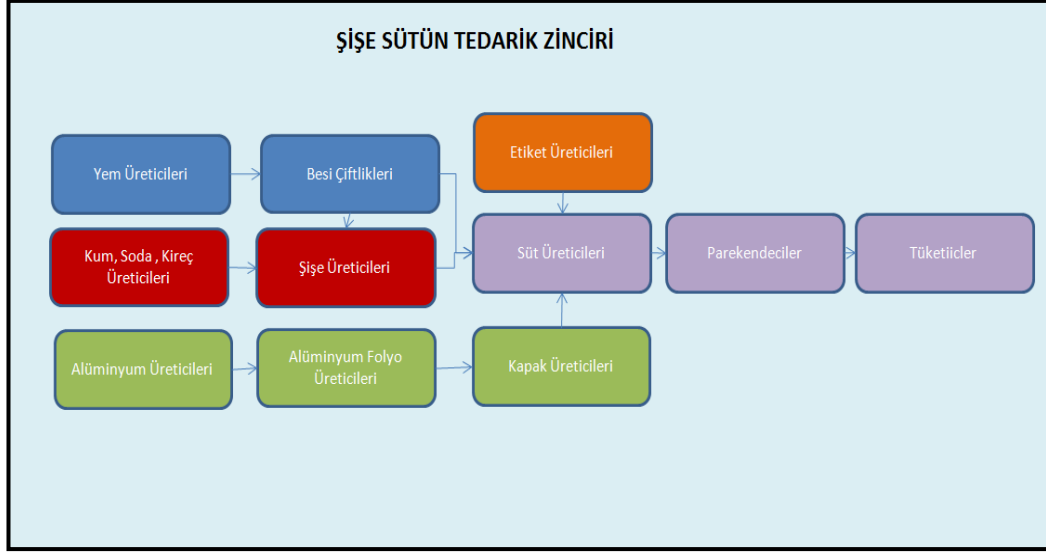 ŞİŞE SÜTÜN TEDARİK ZİNCİRİ
Etiket Üreticileri
Yem Üreticileri
Besi Çiftlikleri
Kum, Soda , Kireç
Üreticileri
Şişe Üreticileri
Süt Üreticileri
Parekendeciler
Tüketiicler
Alüminyum Üreticileri
Alüminyum Folyo
Üreticileri
Kapak Üreticileri